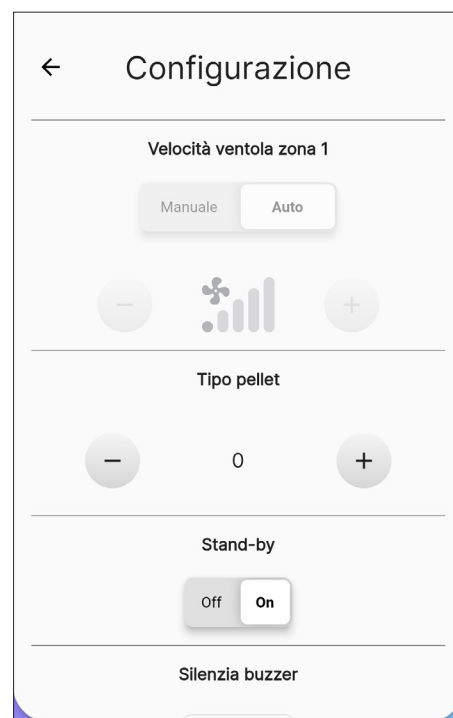 Configurazione
Velocità ventola zona 1
Manuale Auto
Tipo pellet
0
Stand-by
Off On
Silenzia buzzer